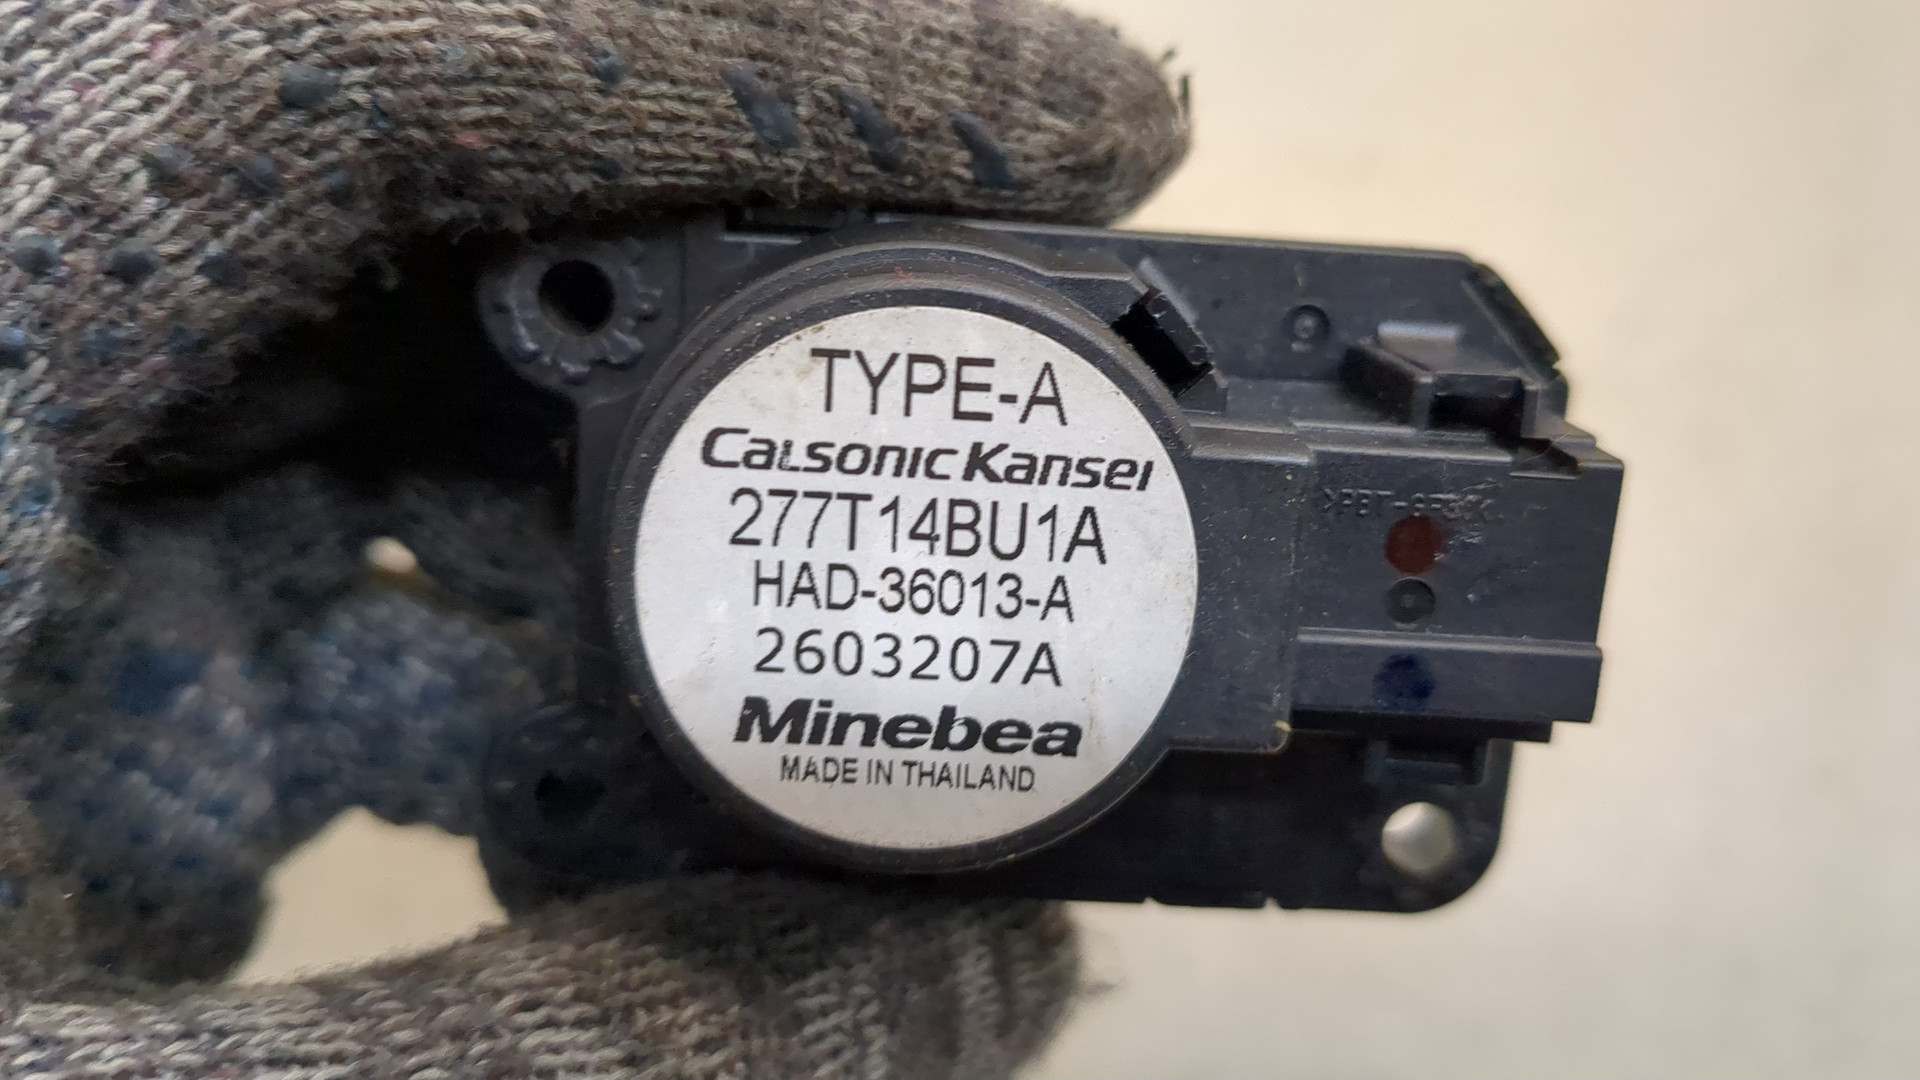 TYPE-A
CalsonicKansei
277T14BU1A
HAD-36013-A
2603207A
Minebea
MADE IN THAILAND